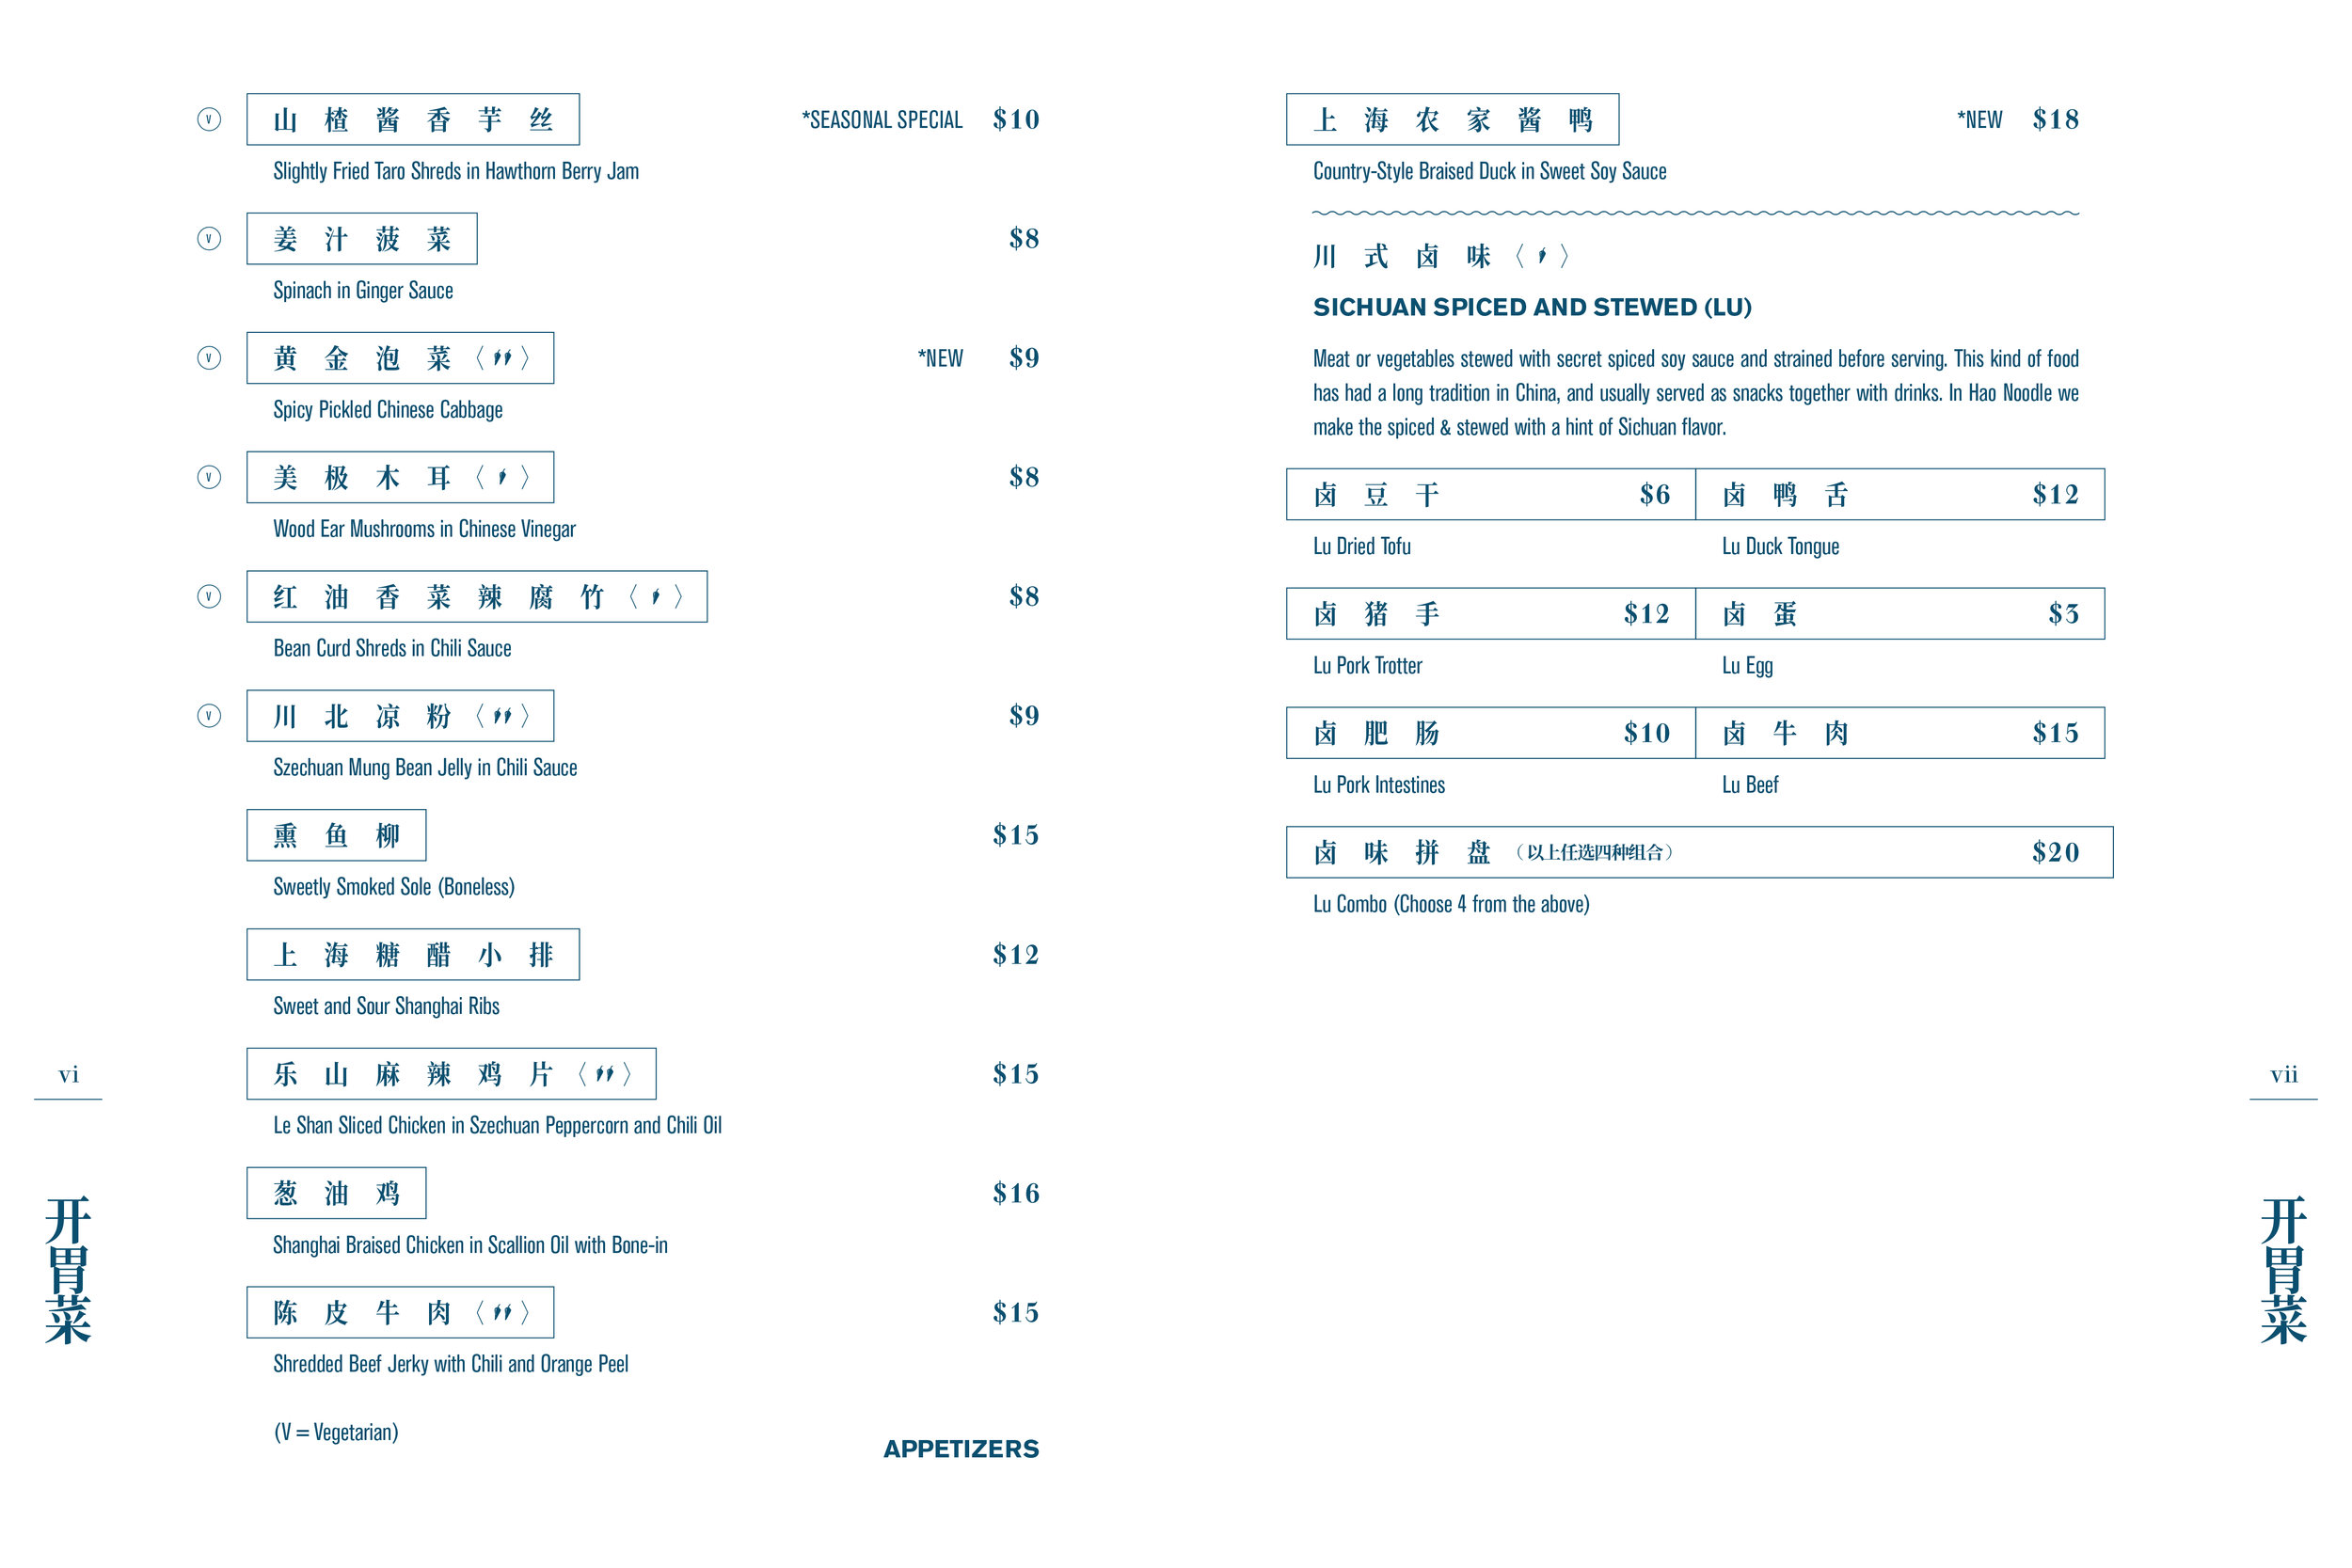 Ⓥ 山楂酱香芋丝 *SEASONAL SPECIAL $10
Slightly Fried Taro Shreds in Hawthorn Berry Jam
Ⓥ 姜汁菠菜 $8
Spinach in Ginger Sauce
Ⓥ 黄金泡菜〈〉 *NEW $9
Spicy Pickled Chinese Cabbage
Ⓥ 美极木耳〈〉 $8
Wood Ear Mushrooms in Chinese Vinegar
Ⓥ 红油香菜辣腐竹〈〉 $8
Bean Curd Shreds in Chili Sauce
Ⓥ 川北凉粉〈〉 $9
Szechuan Mung Bean Jelly in Chili Sauce
熏鱼柳 $15
Sweetly Smoked Sole (Boneless)
上海糖醋小排 $12
Sweet and Sour Shanghai Ribs
乐山麻辣鸡片〈〉 $15
Le Shan Sliced Chicken in Szechuan Peppercorn and Chili Oil
葱油鸡 $16
Shanghai Braised Chicken in Scallion Oil with Bone-in
陈皮牛肉〈〉 $15
Shredded Beef Jerky with Chili and Orange Peel
(V = Vegetarian)
APPETIZERS
vi
开胃菜
上海农家酱鸭 *NEW $18
Country-Style Braised Duck in Sweet Soy Sauce
川式卤味〈〉
SICHUAN SPICED AND STEWED (LU)
Meat or vegetables stewed with secret spiced soy sauce and strained before serving. This kind of food
has had a long tradition in China, and usually served as snacks together with drinks. In Hao Noodle we
make the spiced & stewed with a hint of Sichuan flavor.
卤豆干 $6 卤鸭舌 $12
Lu Dried Tofu Lu Duck Tongue
卤猪手 $12 卤蛋 $3
Lu Pork Trotter Lu Egg
卤肥肠 $10 卤牛肉 $15
Lu Pork Intestines Lu Beef
卤味拼盘（以上任选四种组合） $20
Lu Combo (Choose 4 from the above)
vii
开胃菜